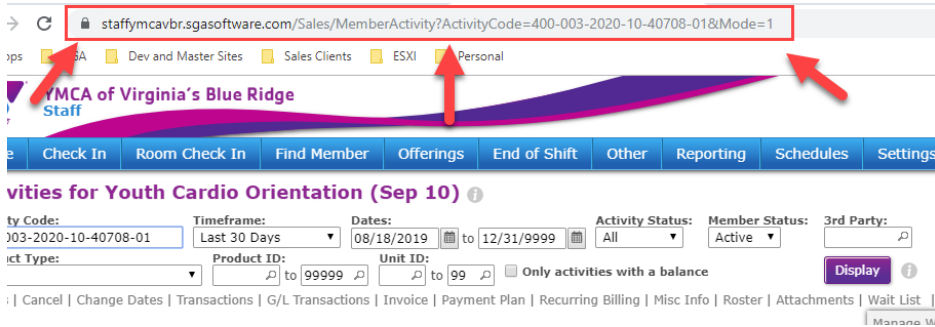 staffymcavbr.sgasoftware.com/Sales/MemberActivity?ActivityCode=400-003-2020-10-40708-01&Mode=1
Dev and Master Sites Sales Clients ESXI Personal
YMCA of Virginia's Blue Ridge
Staff
Check In Room Check In Find Member Offerings End of Shift Other Reporting Schedules Settings
vities for Youth Cardio Orientation (Sep 10)
ty Code: Timeframe: Dates: Activity Status: Member Status: 3rd Party:
003-2020-10-40708-01 Last 30 Days 08/18/2019 to 12/31/9999 All Active
uct Type: Product ID: Unit ID:
to 99999 to 99 Only activities with a balance Display
| Cancel | Change Dates | Transactions | G/L Transactions | Invoice | Payment Plan | Recurring Billing | Misc Info | Roster | Attachments | Wait List |
Manage W